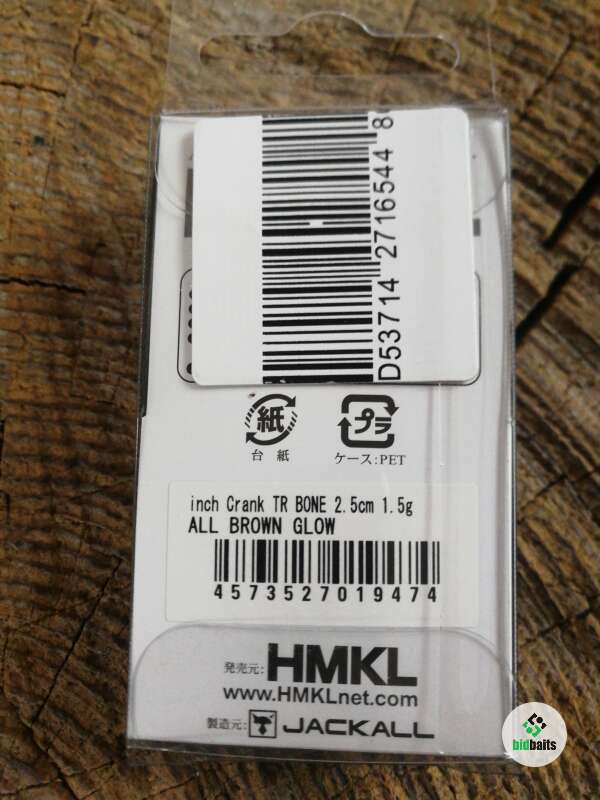 D53714 2716544 8
紙
プラ
台紙
ケース:PET
inch Crank TR BONE 2.5cm 1.5g
ALL BROWN GLOW
4573527019474
発売元: HMKL
www.HMKLnet.com
製造元: JACKALL
bidbaits